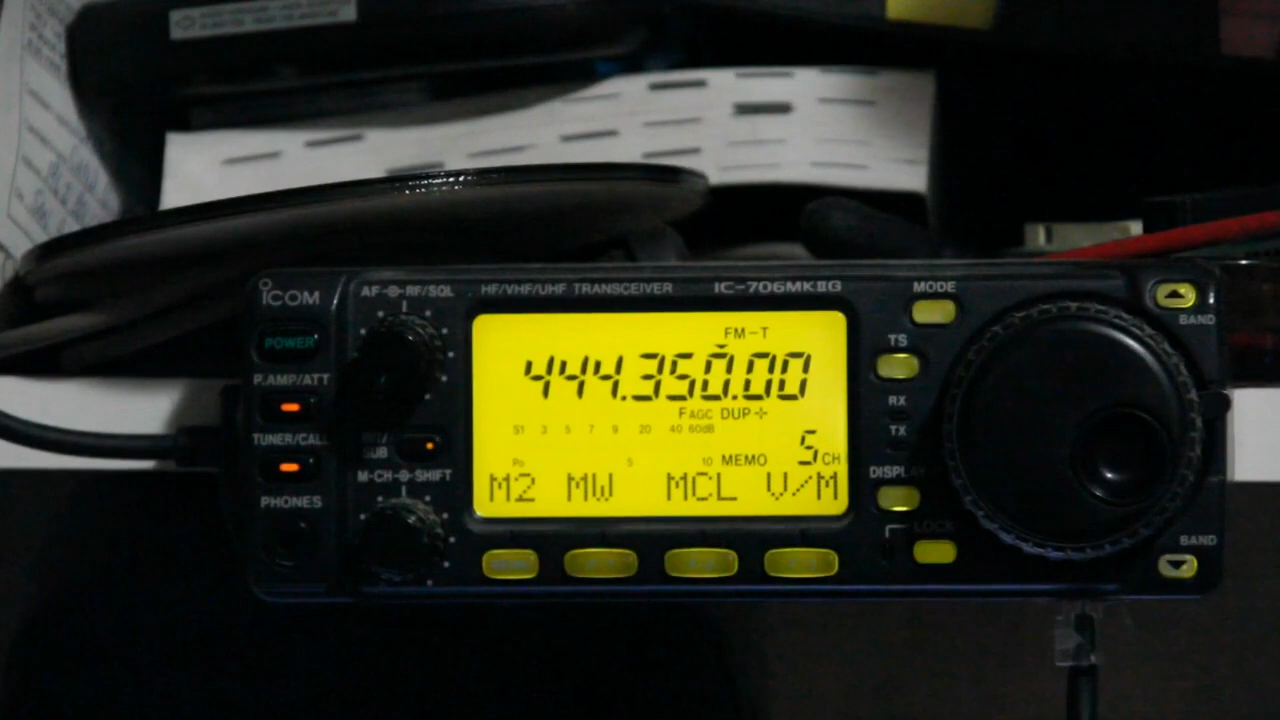 ICOM
AF RF/SQL
HF/VHF/UHF TRANSCEIVER
IC-706MKIIG
MODE
BAND
POWER
FM-T
TS
444.350.00
P.AMP/ATT
FAGC DUP+
RX
S1 3 5 7 9 20 40 60dB
TX
TUNER/CALL
SUB
Po 5 10 MEMO 5CH
M-CH SHIFT
DISPLAY
M2 MW MCL V/M
PHONES
LOCK
BAND